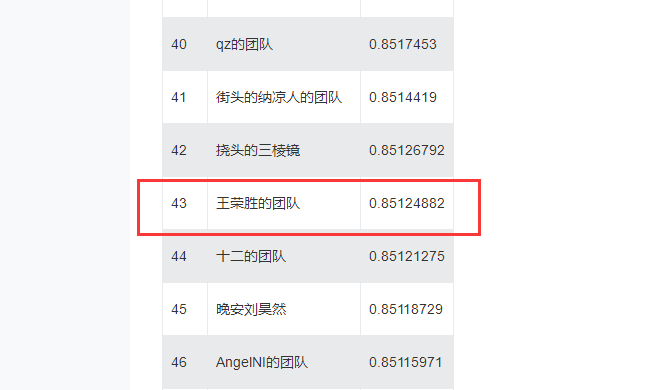 40 qz的团队 0.8517453
41 街头的纳凉人的团队 0.8514419
42 挠头的三棱镜 0.85126792
43 王荣胜的团队 0.85124882
44 十二的团队 0.85121275
45 晚安刘昊然 0.85118729
46 AngelNI的团队 0.85115971